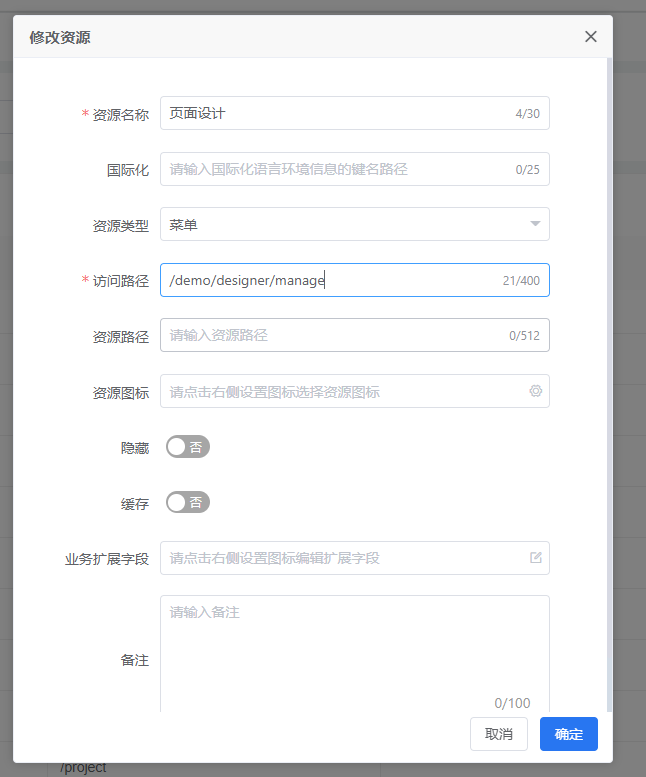 修改资源
* 资源名称 页面设计 4/30
国际化 请输入国际化语言环境信息的键名路径 0/25
资源类型 菜单
* 访问路径 /demo/designer/manage 21/400
资源路径 请输入资源路径 0/512
资源图标 请点击右侧设置图标选择资源图标
隐藏 否
缓存 否
业务扩展字段 请点击右侧设置图标编辑扩展字段
备注 请输入备注
0/100
取消 确定
/project